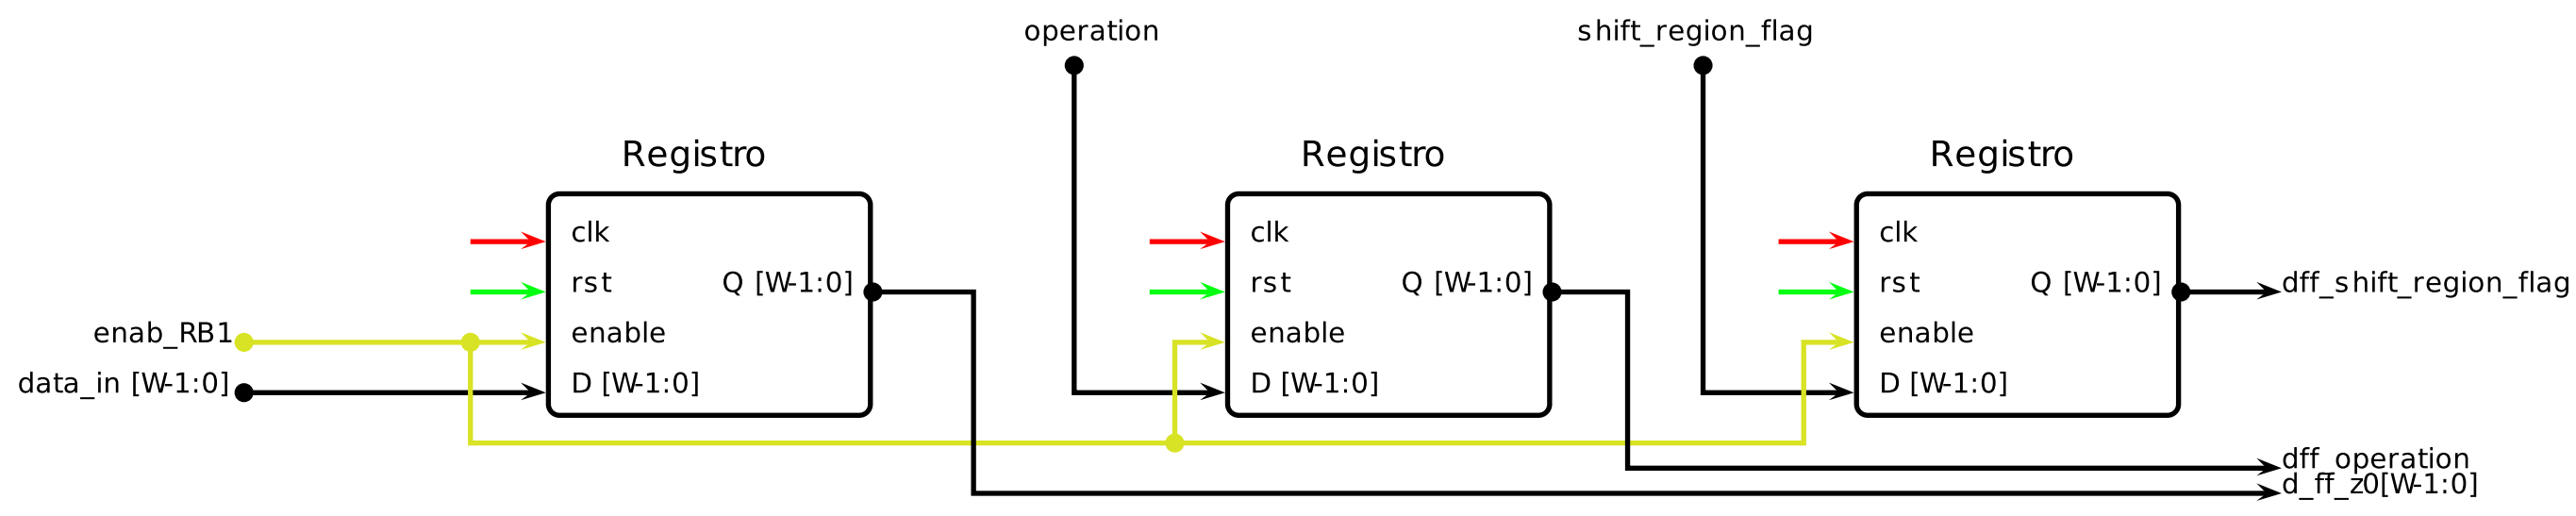 operation
shift_region_flag
Registro
Registro
Registro
clk
rst
Q [W-1:0]
enable
D [W-1:0]
clk
rst
Q [W-1:0]
enable
D [W-1:0]
clk
rst
Q [W-1:0]
enable
D [W-1:0]
enab_RB1
data_in [W-1:0]
dff_shift_region_flag
dff_operation
d_ff_z0[W-1:0]